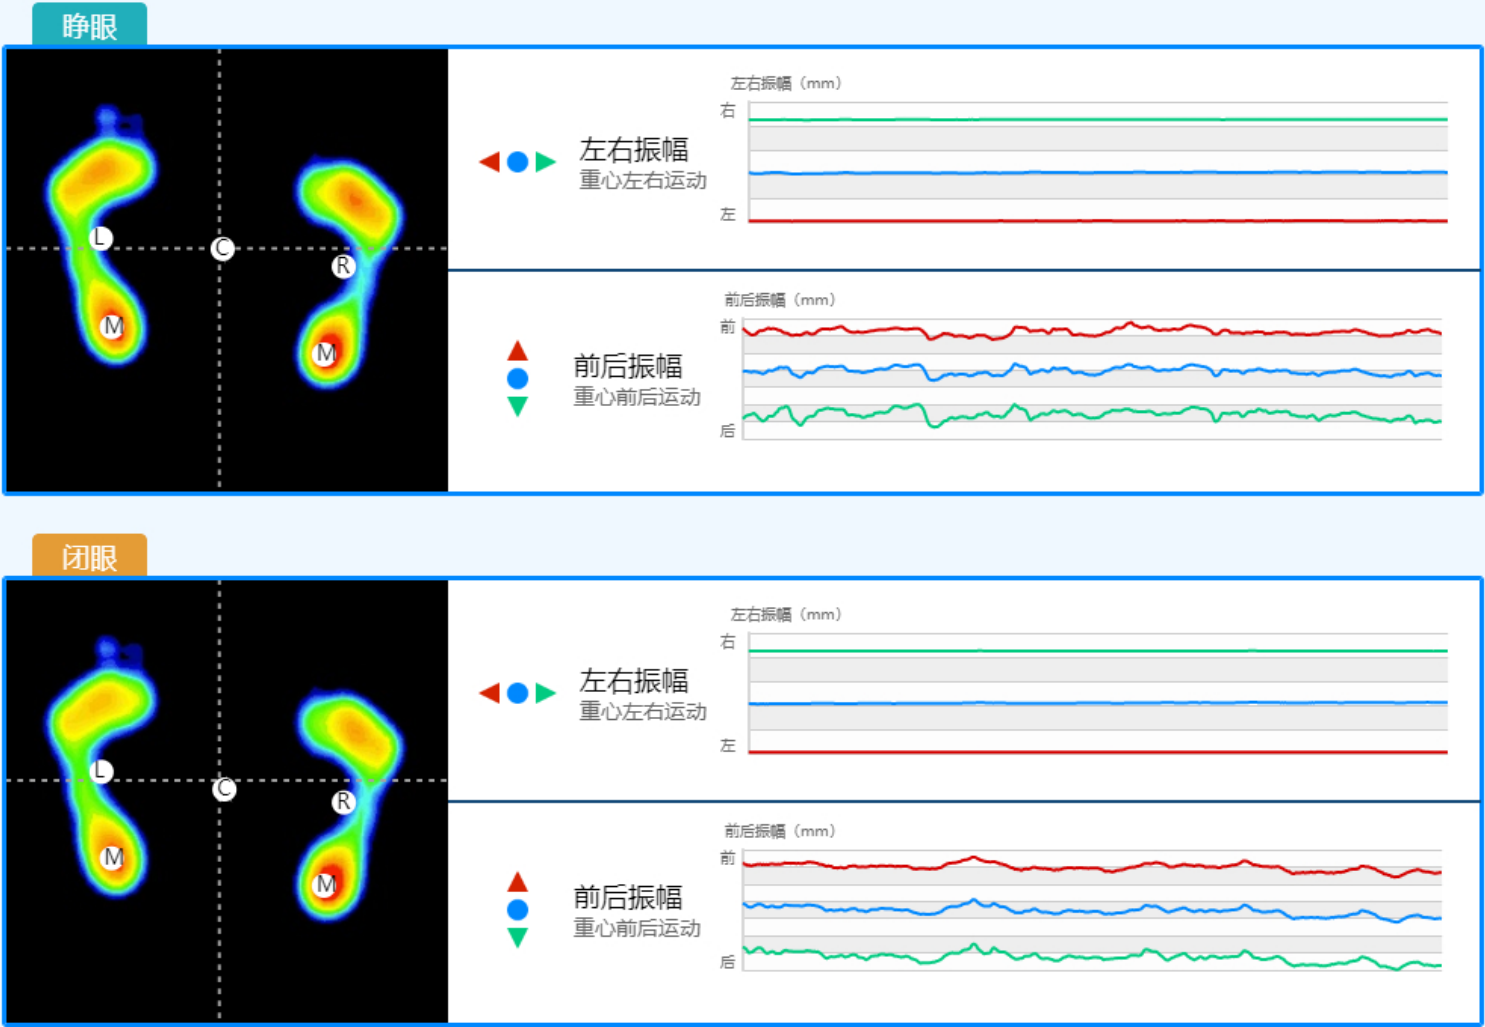 睁眼
左右振幅（mm）
右
左右振幅
重心左右运动
左
L
C
R
M
M
前后振幅（mm）
前
前后振幅
重心前后运动
后
闭眼
左右振幅（mm）
右
左右振幅
重心左右运动
左
L
C
R
M
M
前后振幅（mm）
前
前后振幅
重心前后运动
后